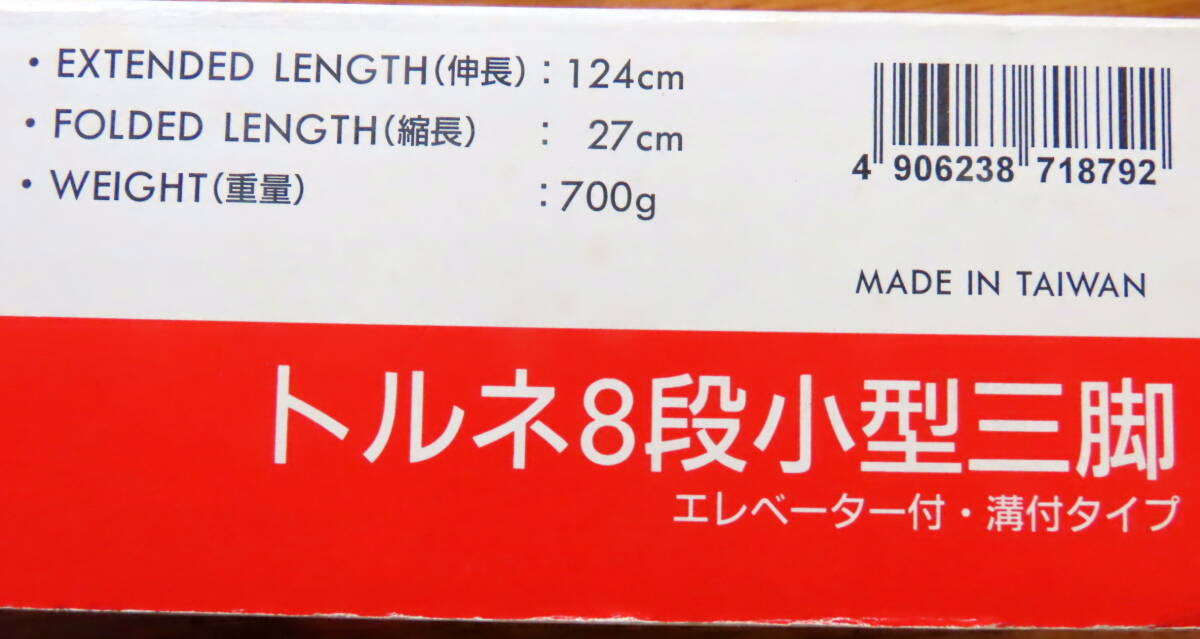 ・EXTENDED LENGTH(伸長):124cm
・FOLDED LENGTH(縮長) : 27cm
・WEIGHT(重量) :700g
4 906238 718792
MADE IN TAIWAN
トルネ8段小型三脚
エレベーター付・溝付タイプ